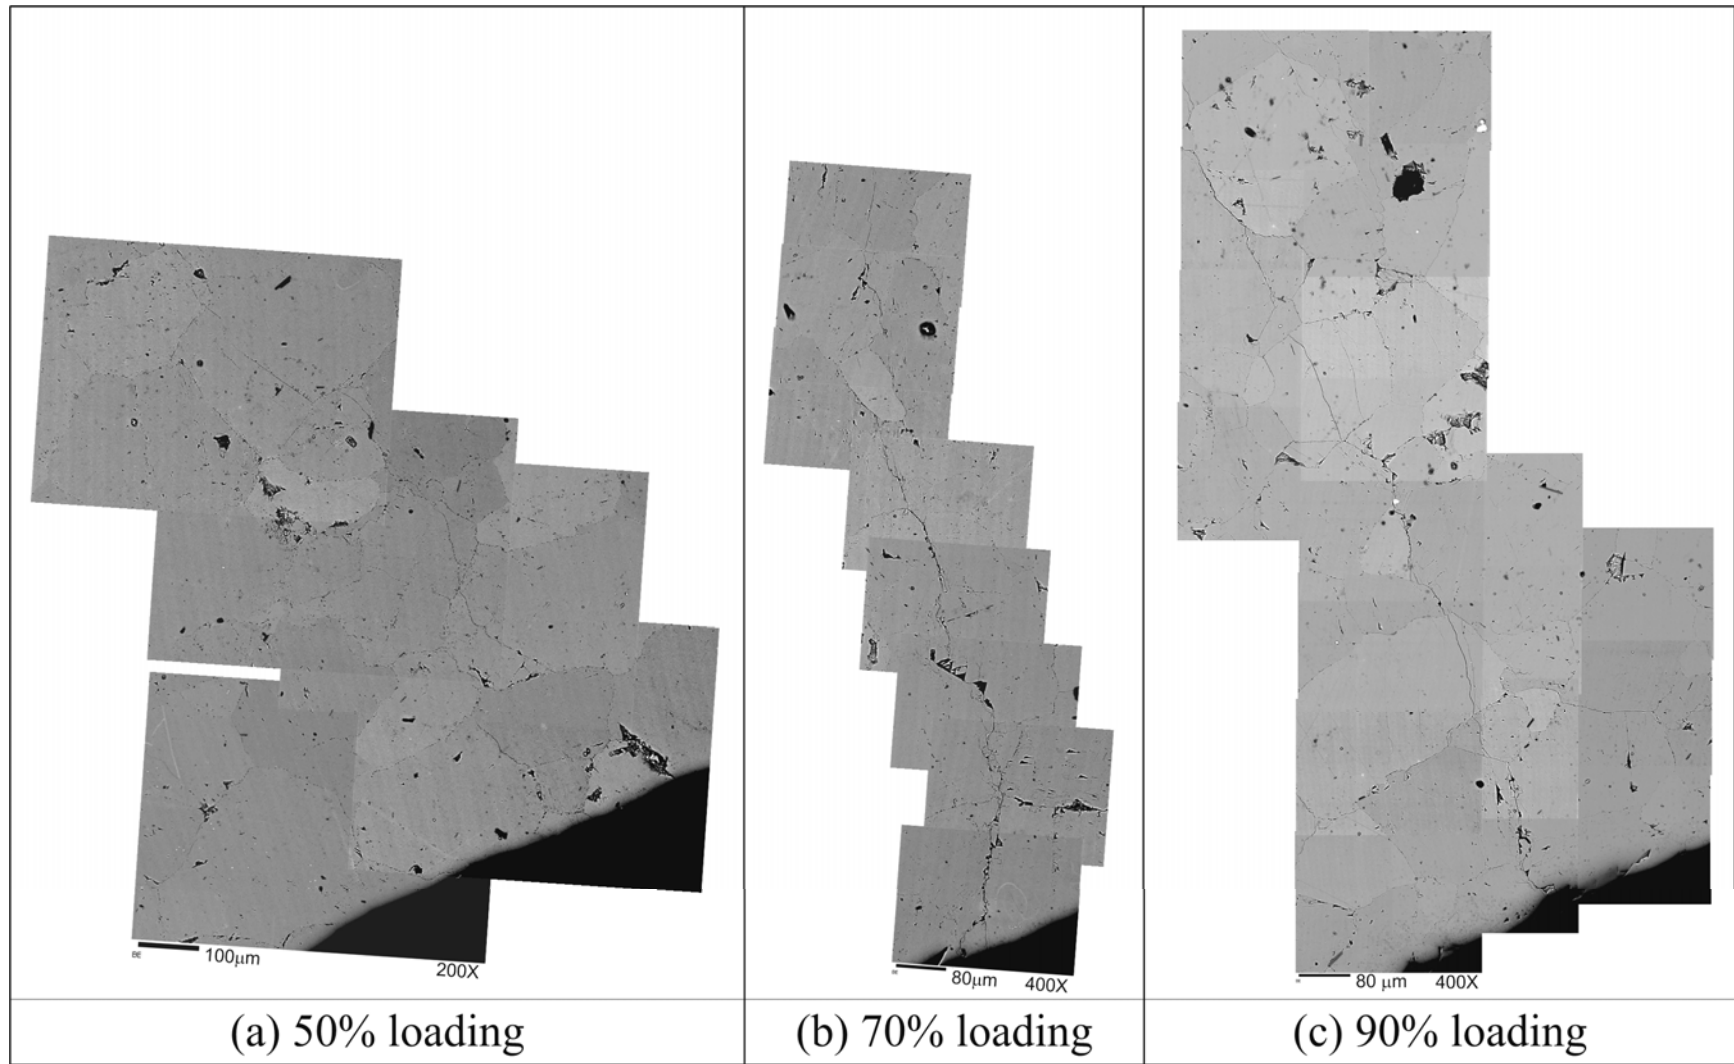 100μm
200X
80μm
400X
80 μm
400X
(a) 50% loading
(b) 70% loading
(c) 90% loading